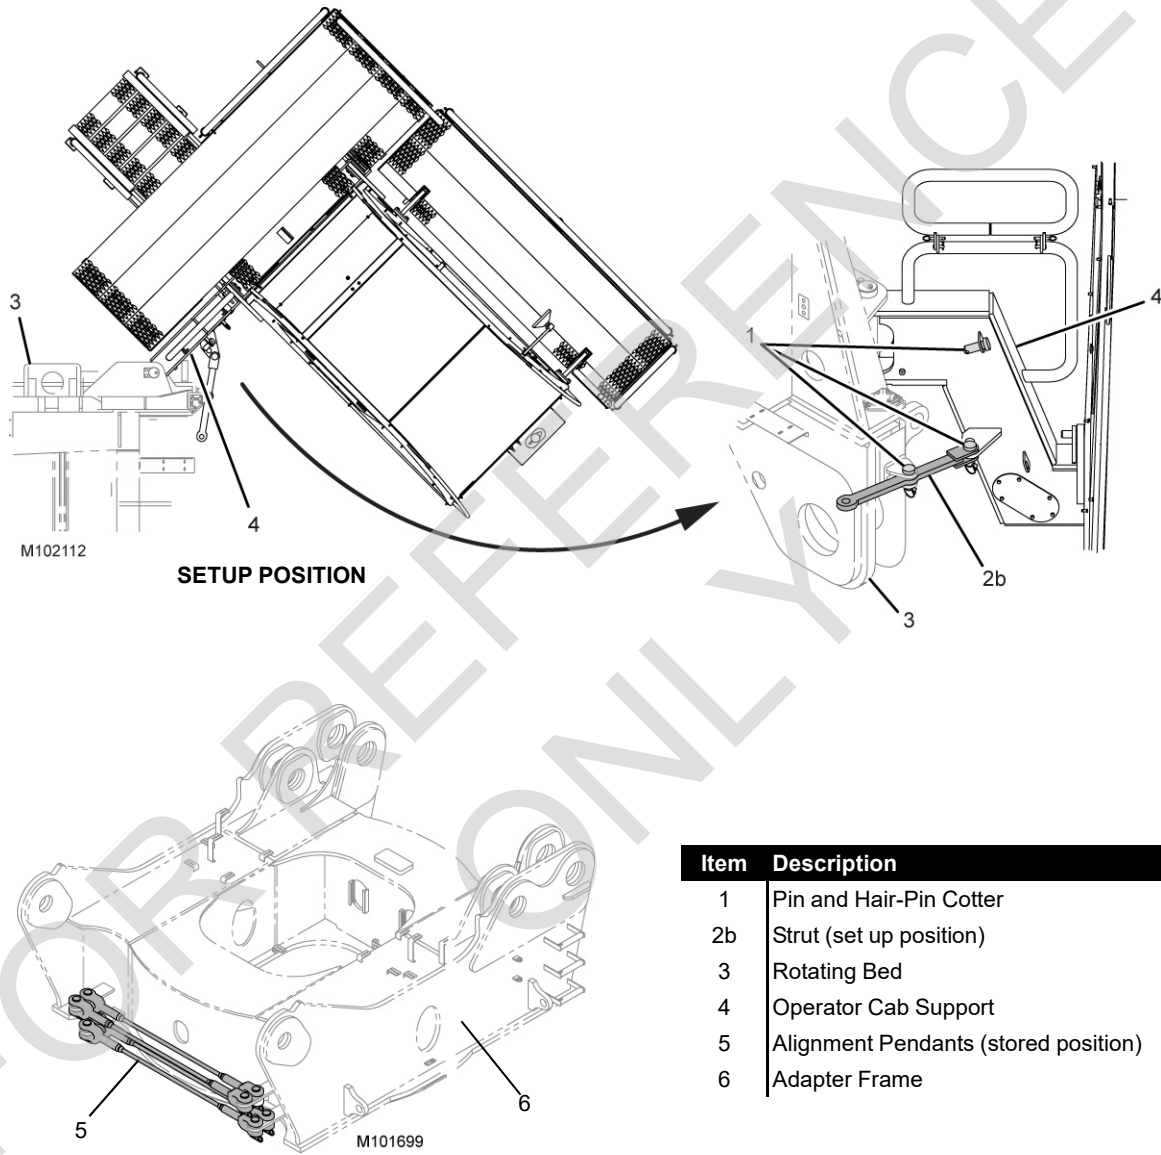 3
4
M102112
SETUP POSITION
1
4
2b
3
5
6
M101699
Item Description
1 Pin and Hair-Pin Cotter
2b Strut (set up position)
3 Rotating Bed
4 Operator Cab Support
5 Alignment Pendants (stored position)
6 Adapter Frame
FOR REFERENCE
ONLY